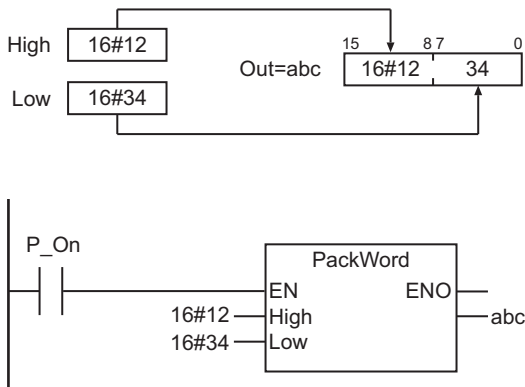 15 8 7 0
High 16#12 Out=abc 16#12 34
Low 16#34
P_On
PackWord
EN ENO
16#12 High abc
16#34 Low